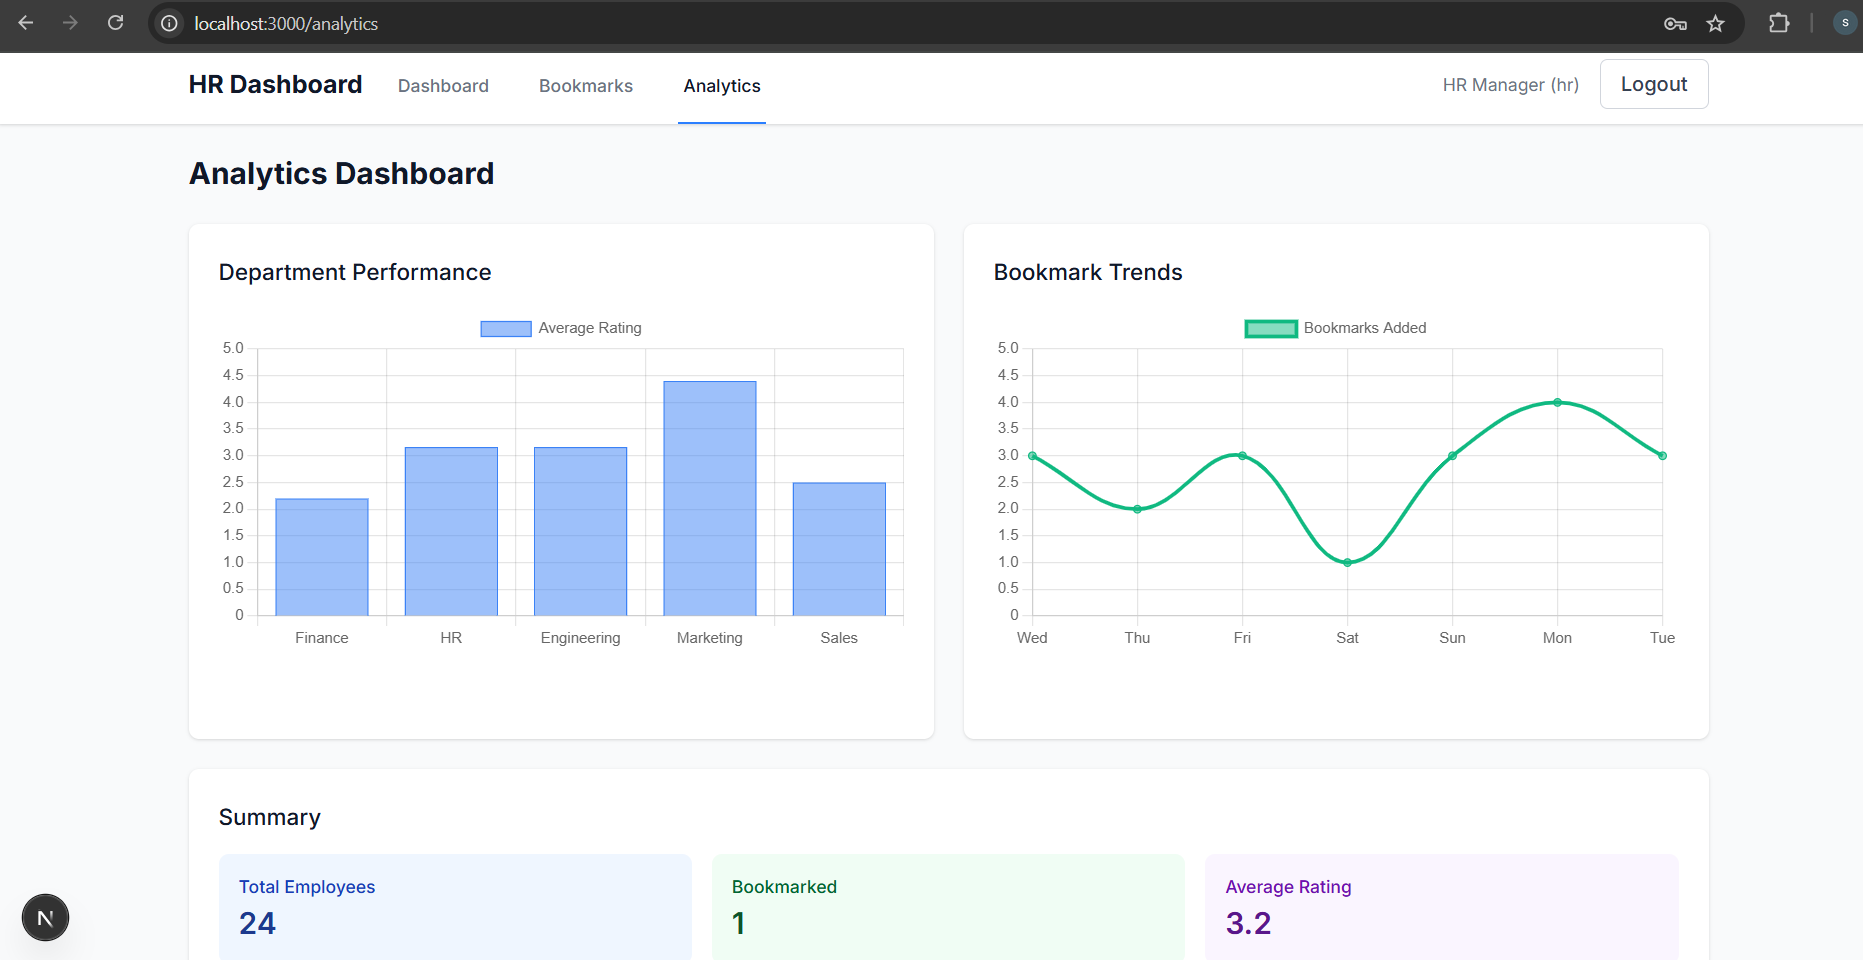 localhost:3000/analytics
S
HR Dashboard Dashboard Bookmarks Analytics HR Manager (hr) Logout
Analytics Dashboard
Department Performance
Average Rating
5.0
4.5
4.0
3.5
3.0
2.5
2.0
1.5
1.0
0.5
0
Finance HR Engineering Marketing Sales
Bookmark Trends
Bookmarks Added
5.0
4.5
4.0
3.5
3.0
2.5
2.0
1.5
1.0
0.5
0
Wed Thu Fri Sat Sun Mon Tue
Summary
Total Employees
24
Bookmarked
1
Average Rating
3.2
N